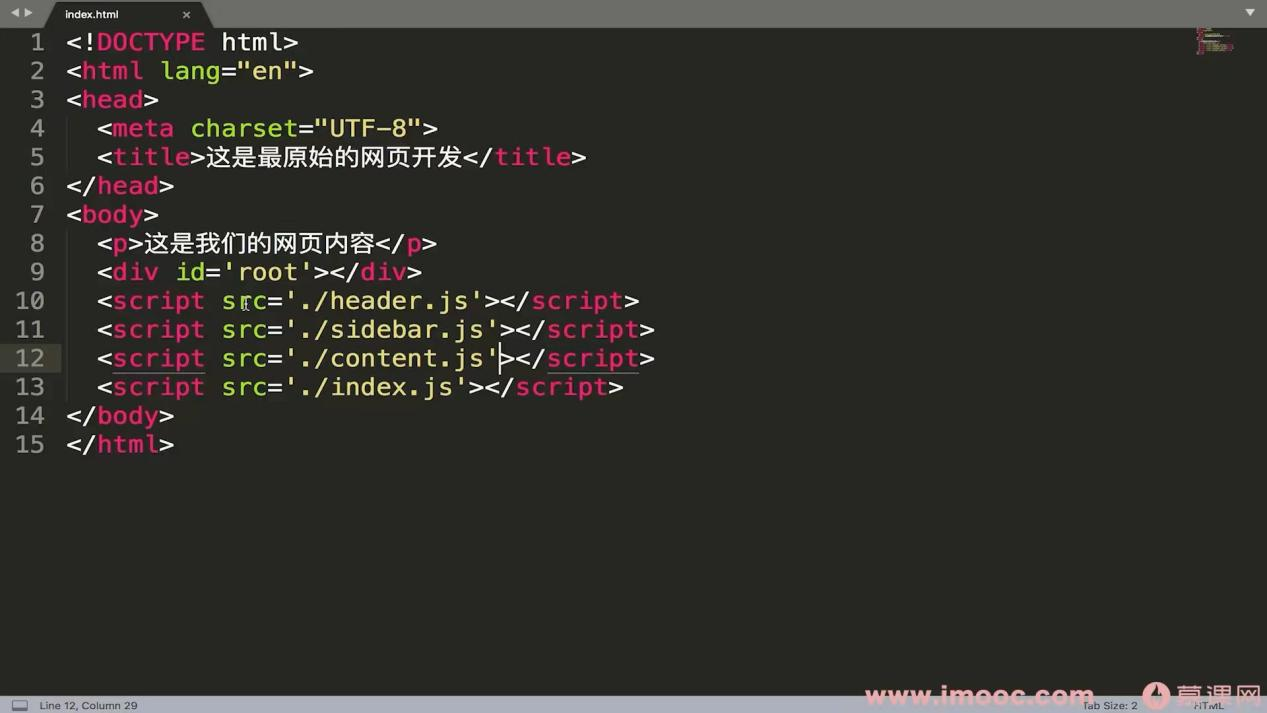 index.html
1 <!DOCTYPE html>
2 <html lang="en">
3 <head>
4   <meta charset="UTF-8">
5   <title>这是最原始的网页开发</title>
6 </head>
7 <body>
8   <p>这是我们的网页内容</p>
9   <div id='root'></div>
10   <script src='./header.js'></script>
11   <script src='./sidebar.js'></script>
12   <script src='./content.js'></script>
13   <script src='./index.js'></script>
14 </body>
15 </html>
www.imooc.com 慕课网
Line 12, Column 29 Tab Size: 2 HTML